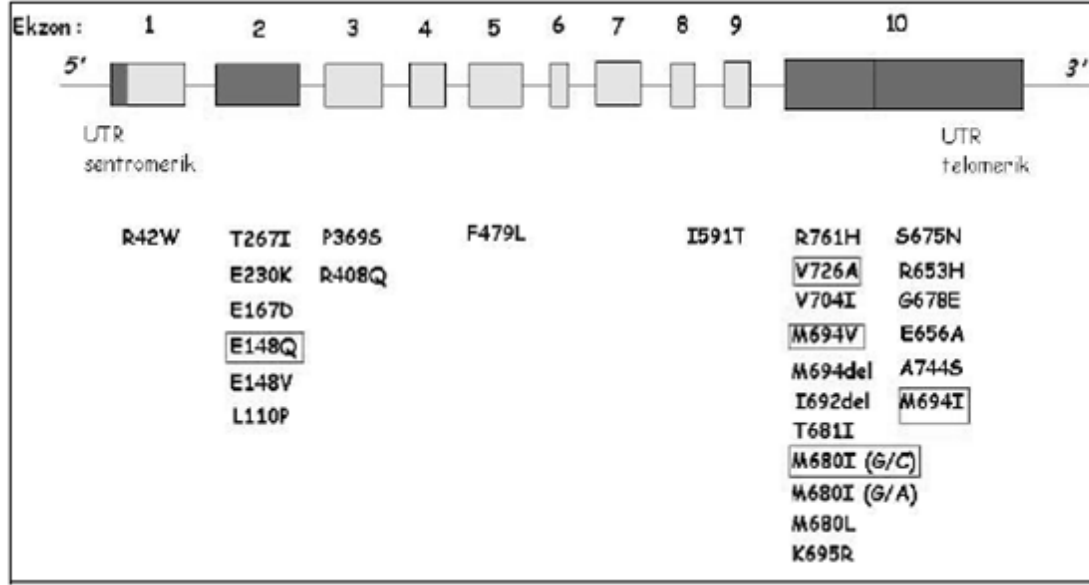 Ekzon : 1 2 3 4 5 6 7 8 9 10
5' 3'
UTR UTR
sentromerik telomerik
R42W T267I P369S F479L I591T R761H S675N
E230K R408Q V726A R653H
E167D V704I G678E
E148Q M694V E656A
E148V M694del A744S
L110P I692del M694I
T681I
M680I (G/C)
M680I (G/A)
M680L
K695R